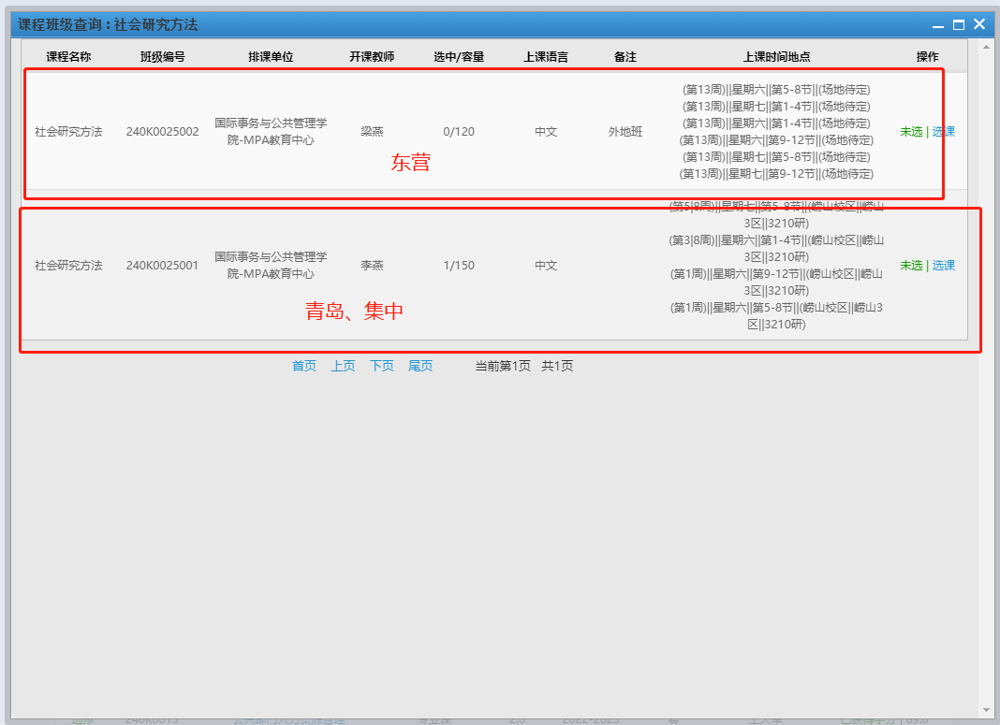 课程班级查询：社会研究方法
课程名称 班级编号 排课单位 开课教师 选中/容量 上课语言 备注 上课时间地点 操作
社会研究方法 240K0025002 国际事务与公共管理学
院-MPA教育中心 梁燕 0/120 中文 外地班
(第13周)||星期六||第5-8节||(场地待定)
(第13周)||星期七||第1-4节||(场地待定)
(第13周)||星期六||第1-4节||(场地待定)
(第13周)||星期六||第9-12节||(场地待定)
(第13周)||星期七||第5-8节||(场地待定)
(第13周)||星期七||第9-12节||(场地待定)
未选 | 选课
东营
社会研究方法 240K0025001 国际事务与公共管理学
院-MPA教育中心 李燕 1/150 中文
(第5|8周)||星期七||第5-8节||(崂山校区||崂山
3区||3210研)
(第3|8周)||星期六||第1-4节||(崂山校区||崂山
3区||3210研)
(第1周)||星期六||第9-12节||(崂山校区||崂山
3区||3210研)
(第1周)||星期六||第5-8节||(崂山校区||崂山3
区||3210研)
未选 | 选课
青岛、集中
首页 上页 下页 尾页 当前第1页 共1页